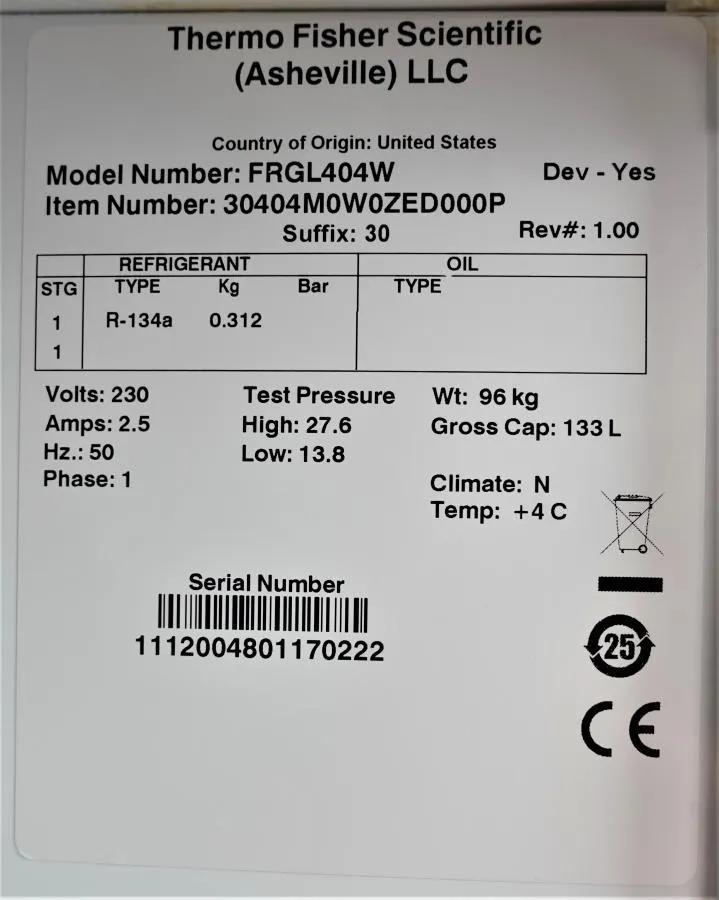 Thermo Fisher Scientific
(Asheville) LLC
Country of Origin: United States
Model Number: FRGL404W Dev - Yes
Item Number: 30404M0W0ZED000P
Suffix: 30 Rev#: 1.00
REFRIGERANT OIL
STG TYPE Kg Bar TYPE
1 R-134a 0.312
1
Volts: 230 Test Pressure Wt: 96 kg
Amps: 2.5 High: 27.6 Gross Cap: 133 L
Hz.: 50 Low: 13.8
Phase: 1 Climate: N
Temp: +4 C
Serial Number
1112004801170222
25
CE